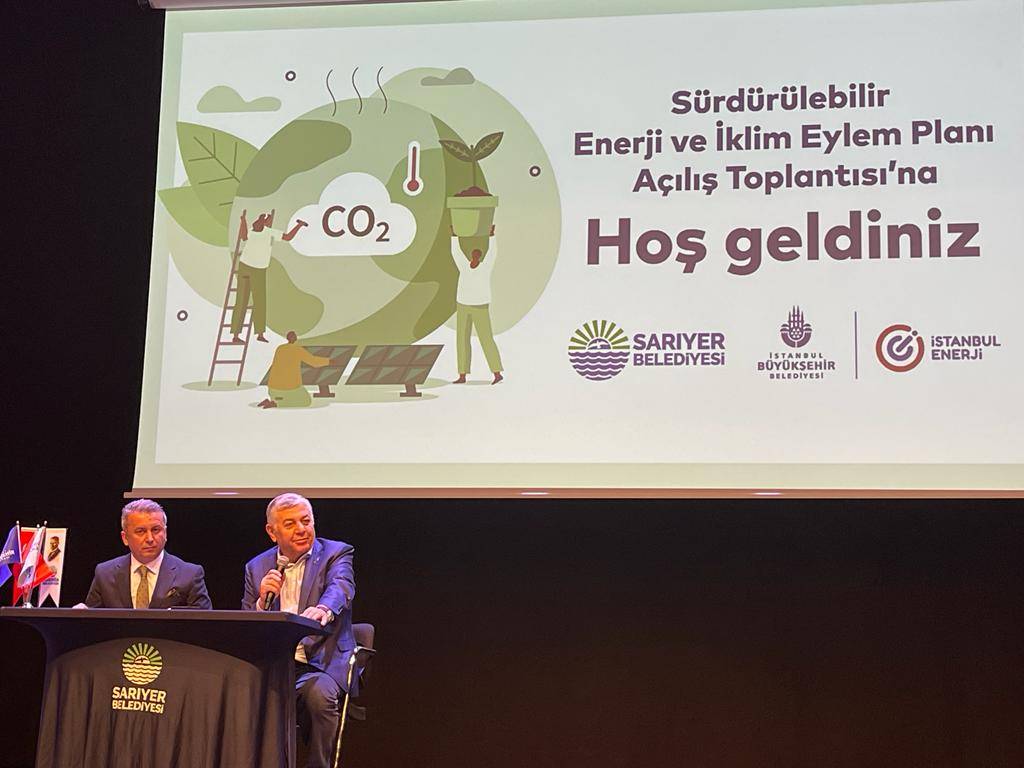 Sürdürülebilir
Enerji ve İklim Eylem Planı
Açılış Toplantısı'na
Hoş geldiniz
CO₂
SARIYER
BELEDİYESİ
İSTANBUL
BÜYÜKŞEHİR
BELEDİYESİ
İSTANBUL
ENERJİ
SARIYER
BELEDİYESİ